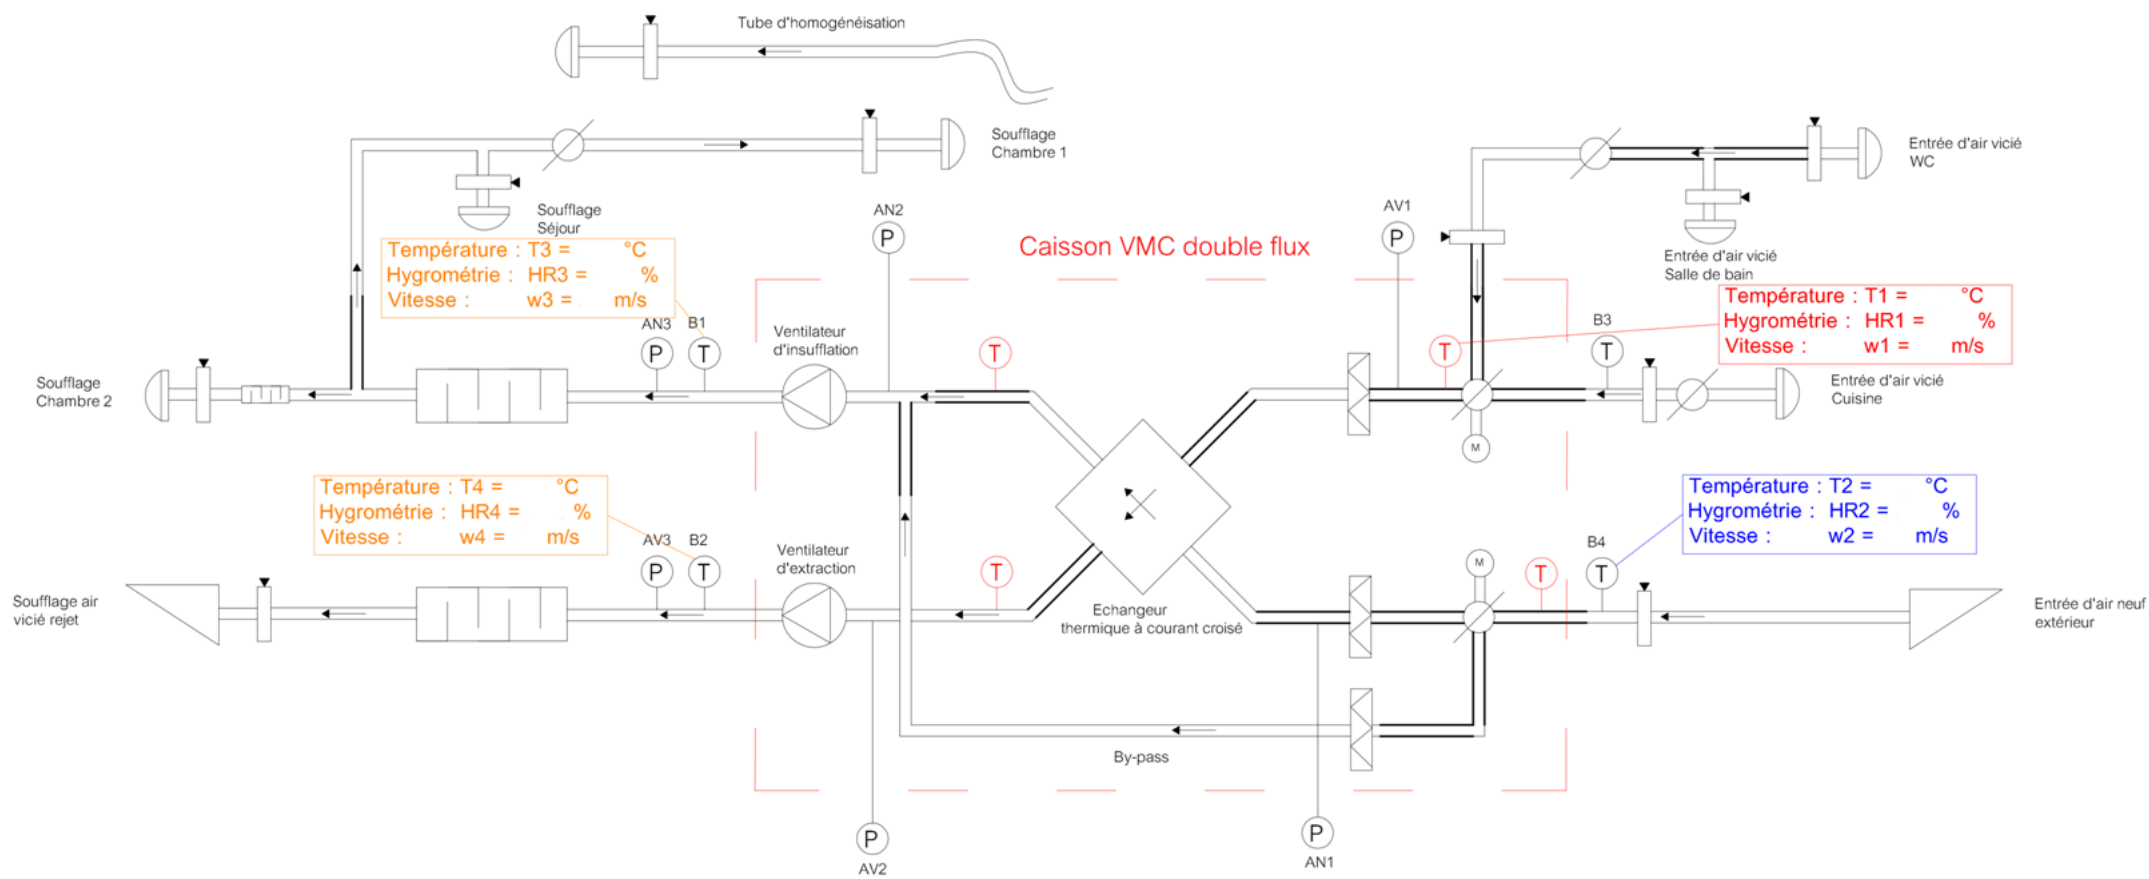 Tube d'homogénéisation
Soufflage
Chambre 1
Entrée d'air vicié
WC
Soufflage
Séjour
AN2
P
AV1
P
Caisson VMC double flux
Entrée d'air vicié
Salle de bain
Température : T3 = °C
Hygrométrie : HR3 = %
Vitesse : w3 = m/s
Température : T1 = °C
Hygrométrie : HR1 = %
Vitesse : w1 = m/s
AN3
B1
P
T
Ventilateur
d'insufflation
T
T
B3
T
Soufflage
Chambre 2
Entrée d'air vicié
Cuisine
M
Température : T4 = °C
Hygrométrie : HR4 = %
Vitesse : w4 = m/s
Température : T2 = °C
Hygrométrie : HR2 = %
Vitesse : w2 = m/s
AV3
B2
P
T
Ventilateur
d'extraction
T
M
T
B4
T
Soufflage air
vicié rejet
Echangeur
thermique à courant croisé
Entrée d'air neuf
extérieur
By-pass
P
AV2
P
AN1